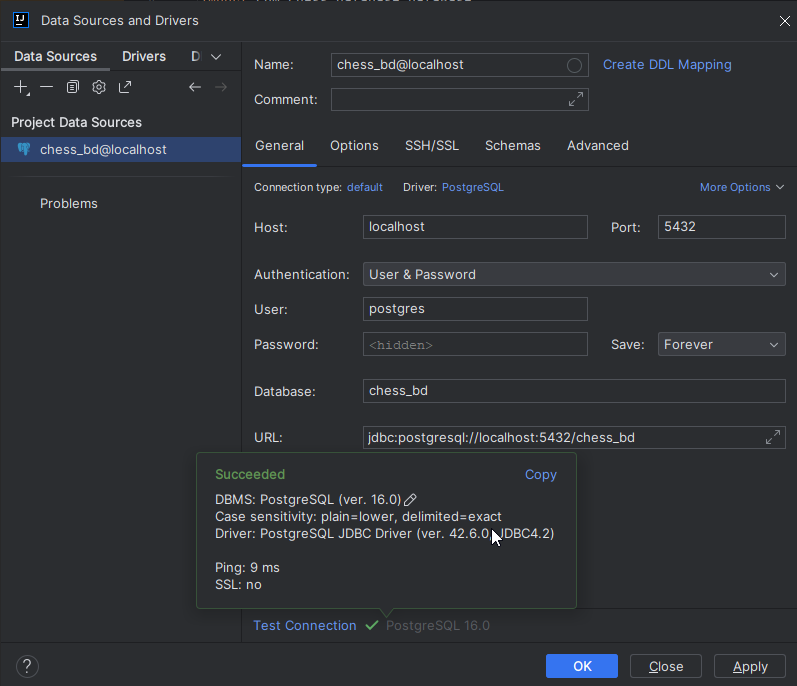 Data Sources and Drivers
Data Sources Drivers D
Name: chess_bd@localhost Create DDL Mapping
Comment:
Project Data Sources
chess_bd@localhost
Problems
General Options SSH/SSL Schemas Advanced
Connection type: default Driver: PostgreSQL More Options
Host: localhost Port: 5432
Authentication: User & Password
User: postgres
Password: <hidden> Save: Forever
Database: chess_bd
URL: jdbc:postgresql://localhost:5432/chess_bd
Succeeded Copy
DBMS: PostgreSQL (ver. 16.0)
Case sensitivity: plain=lower, delimited=exact
Driver: PostgreSQL JDBC Driver (ver. 42.6.0, JDBC4.2)
Ping: 9 ms
SSL: no
Test Connection PostgreSQL 16.0
? OK Close Apply